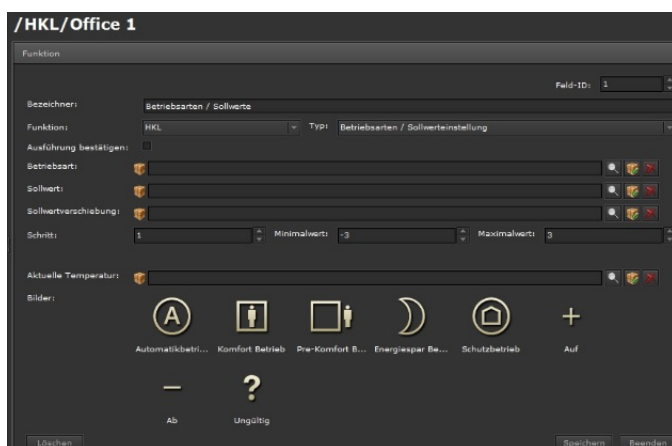 /HKL/Office 1
Funktion
Feld-ID: 1
Bezeichner: Betriebsarten / Sollwerte
Funktion: HKL Typ: Betriebsarten / Sollwerteinstellung
Ausführung bestätigen:
Betriebsart:
Sollwert:
Sollwertverschiebung:
Schritt: 1 Minimalwert: -3 Maximalwert: 3
Aktuelle Temperatur:
Bilder:
A
Automatikbetri... Komfort Betrieb Pre-Komfort B... Energiespar Be... Schutzbetrieb Auf
?
Ab Ungültig
Löschen Speichern Beenden